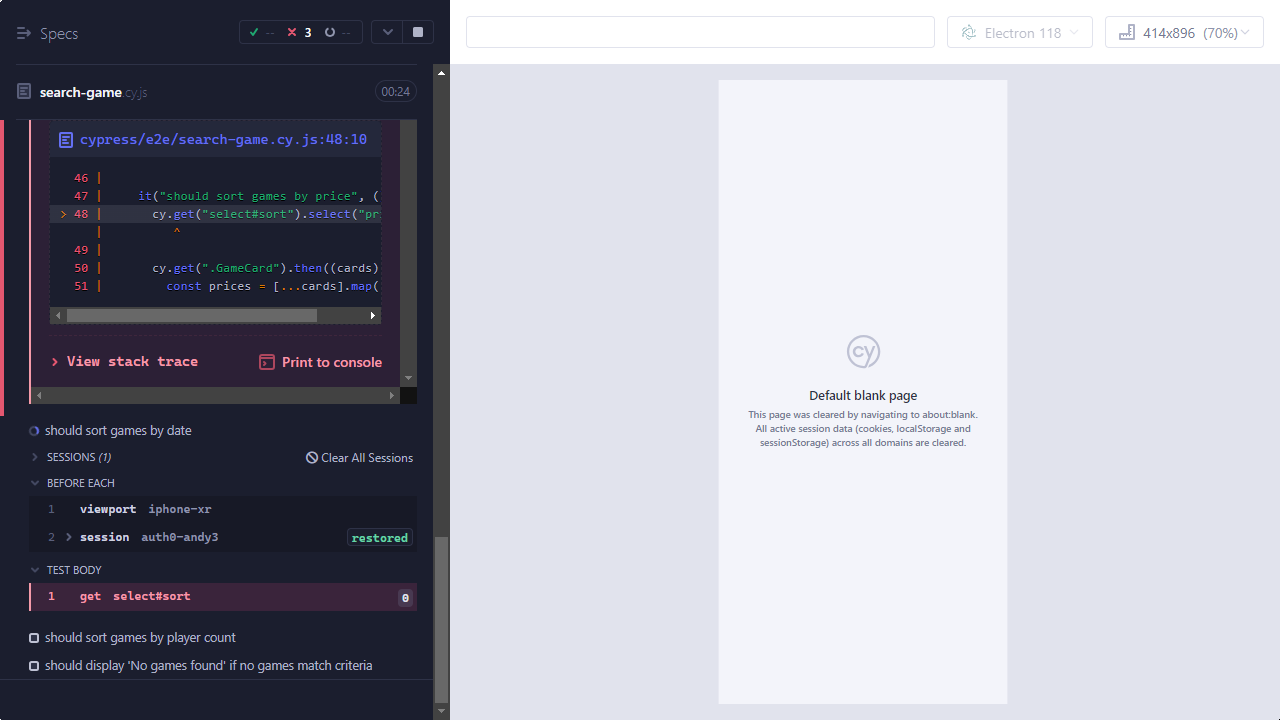 Specs
--
3
--
Electron 118
414x896 (70%)
search-game.cy.js
00:24
cypress/e2e/search-game.cy.js:48:10
46 |
47 | it("should sort games by price", (
> 48 | cy.get("select#sort").select("pri
| ^
49 |
50 | cy.get(".GameCard").then((cards)
51 | const prices = [...cards].map(
View stack trace
Print to console
should sort games by date
SESSIONS (1)
Clear All Sessions
BEFORE EACH
1 viewport iphone-xr
2 session auth0-andy3 restored
TEST BODY
1 get select#sort 0
should sort games by player count
should display 'No games found' if no games match criteria
cy
Default blank page
This page was cleared by navigating to about:blank.
All active session data (cookies, localStorage and
sessionStorage) across all domains are cleared.